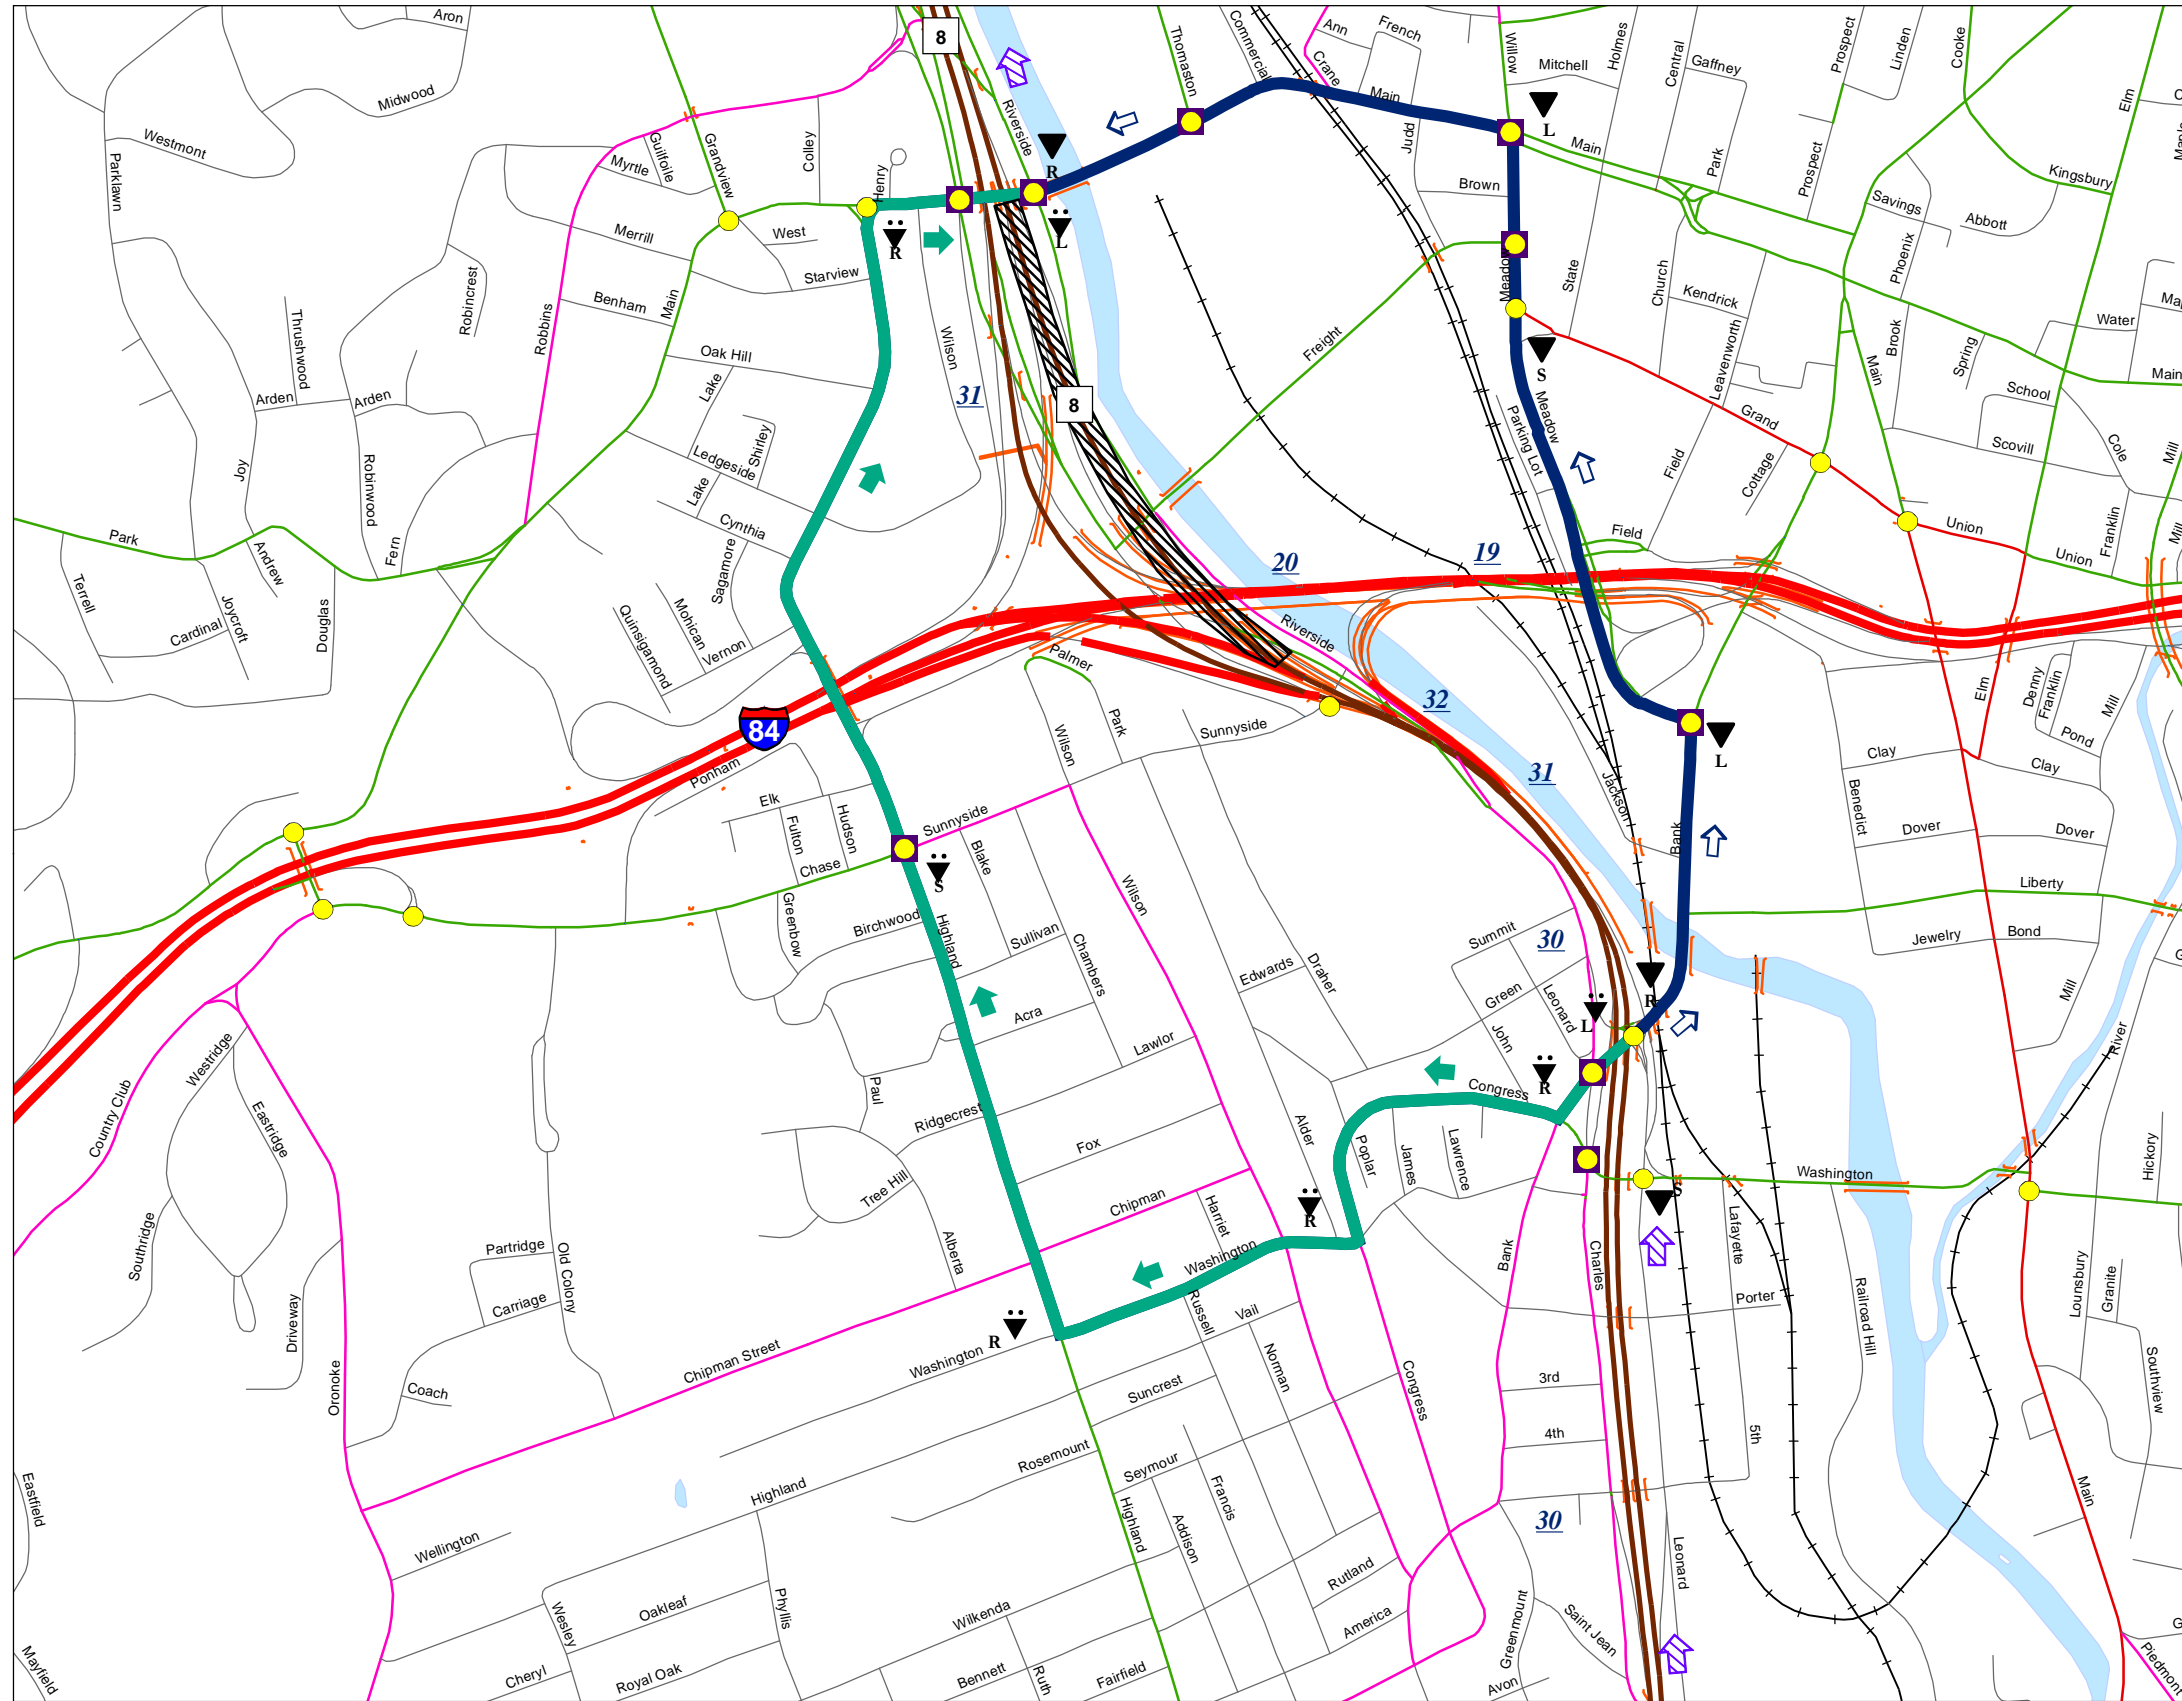 Aron
8
Thomaston
Commercial
Ann
French
Crane
Willow
Mitchell
Holmes
Central
Gaffney
Prospect
Linden
Cooke
Elm
Midwood
Westmont
Parklawn
Guilfoile
Myrtle
Grandview
Colley
Henry
Riverside
R
L
Main
Judd
Brown
L
Main
Park
Prospect
Kingsbury
Savings
Abbott
Merrill
West
Starview
R
Benham
Main
Robincrest
Robbins
Thrushwood
Meadow
State
Church
Kendrick
Phoenix
Leavenworth
Brook
Water
Spring
Main
Main
Oak Hill
Wilson
31
8
Freight
S
Arden
Arden
Lake
Shirley
Ledgeside
Lake
Parking Lot
Meadow
Grand
School
Scovill
Cole
Mill
Joy
Robinwood
Field
Cottage
Cynthia
Sagamore
Park
Andrew
Fern
Field
Union
Union
Franklin
Mill
20
19
Terrell
Joycroft
Cardinal
Douglas
Quinsigamond
Mohican
Vernon
Riverside
Palmer
32
Elm
Denny
Franklin
Mill
Pond
84
Ponham
Wilson
Park
Sunnyside
L
Clay
Clay
31
Jackson
Bank
Benedict
Dover
Dover
Elk
Fulton
Hudson
Sunnyside
Chase
Blake
S
Wilson
Liberty
Greenbow
Birchwood
Highland
Sullivan
Chambers
Edwards
Draher
Summit
30
Jewelry
Bond
Mill
Green
Leonard
R
L
John
River
Acra
Lawlor
Paul
Ridgecrest
Congress
R
Country Club
Westridge
Eastridge
Fox
Alder
Poplar
James
Lawrence
Washington
S
Hickory
Tree Hill
Chipman
Harriet
R
Southridge
Partridge
Old Colony
Alberta
Washington
Bank
Charles
Lafayette
Carriage
Driveway
Russell
Vail
Porter
Railroad Hill
Lounsbury
Granite
R
Chipman Street
Washington
Norman
Oronoke
Coach
Suncrest
Congress
3rd
Southview
Rosemount
4th
5th
Eastfield
Highland
Seymour
Highland
Francis
Addison
30
Main
Wellington
Rutland
Leonard
Wesley
Oakleaf
Phyllis
Wilkenda
America
Greenmount
Saint Jean
Mayfield
Cheryl
Royal Oak
Bennett
Ruth
Fairfield
Avon
Piedmont